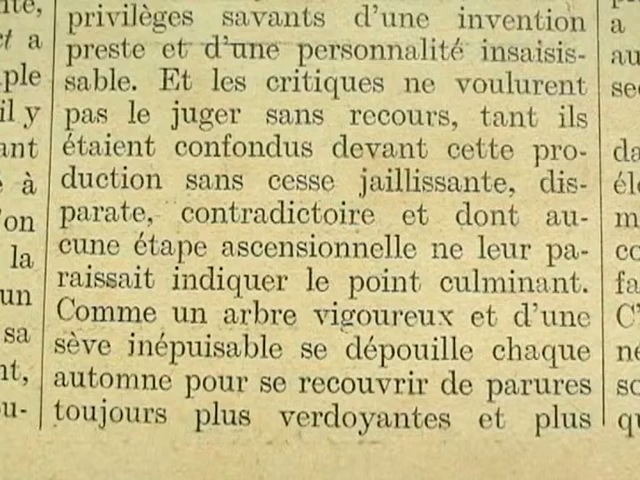 privilèges savants d'une invention
preste et d'une personnalité insaisis-
sable. Et les critiques ne voulurent
pas le juger sans recours, tant ils
étaient confondus devant cette pro-
duction sans cesse jaillissante, dis-
parate, contradictoire et dont au-
cune étape ascensionnelle ne leur pa-
raissait indiquer le point culminant.
Comme un arbre vigoureux et d'une
sève inépuisable se dépouille chaque
automne pour se recouvrir de parures
toujours plus verdoyantes et plus